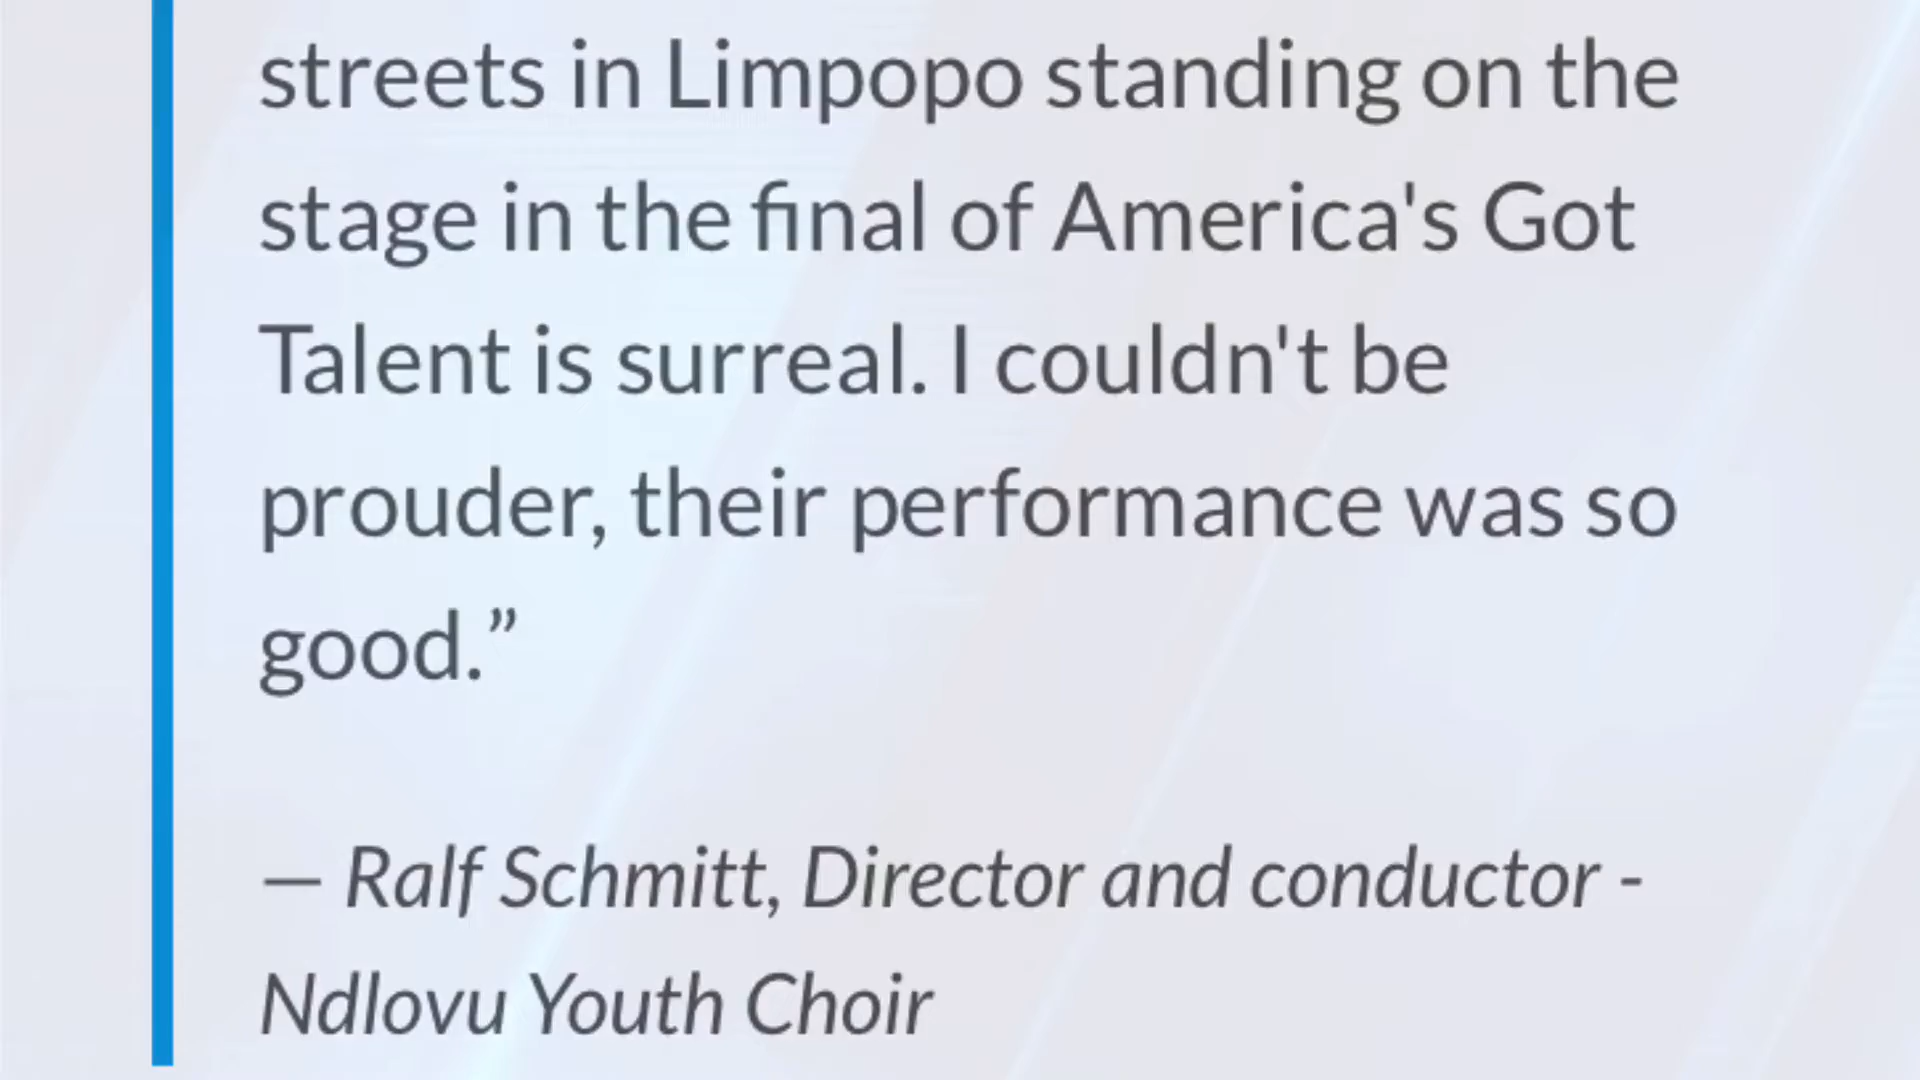 streets in Limpopo standing on the
stage in the final of America's Got
Talent is surreal. I couldn't be
prouder, their performance was so
good.”
— Ralf Schmitt, Director and conductor -
Ndlovu Youth Choir